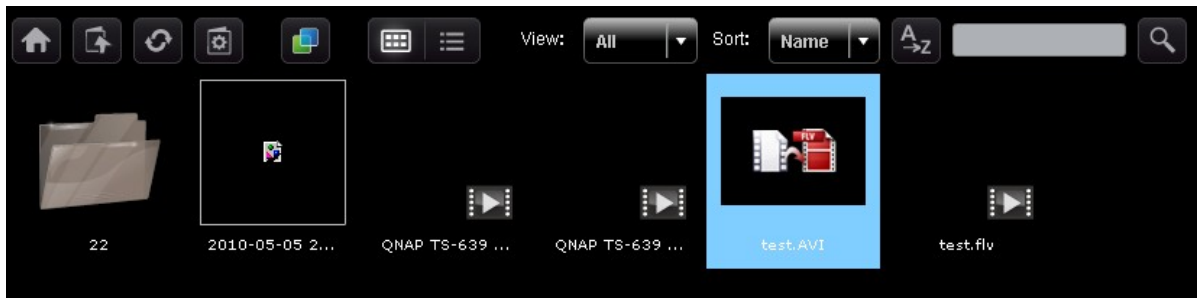 View: All Sort: Name A Z
FLV
22 2010-05-05 2... QNAP TS-639 ... QNAP TS-639 ... test.AVI test.flv